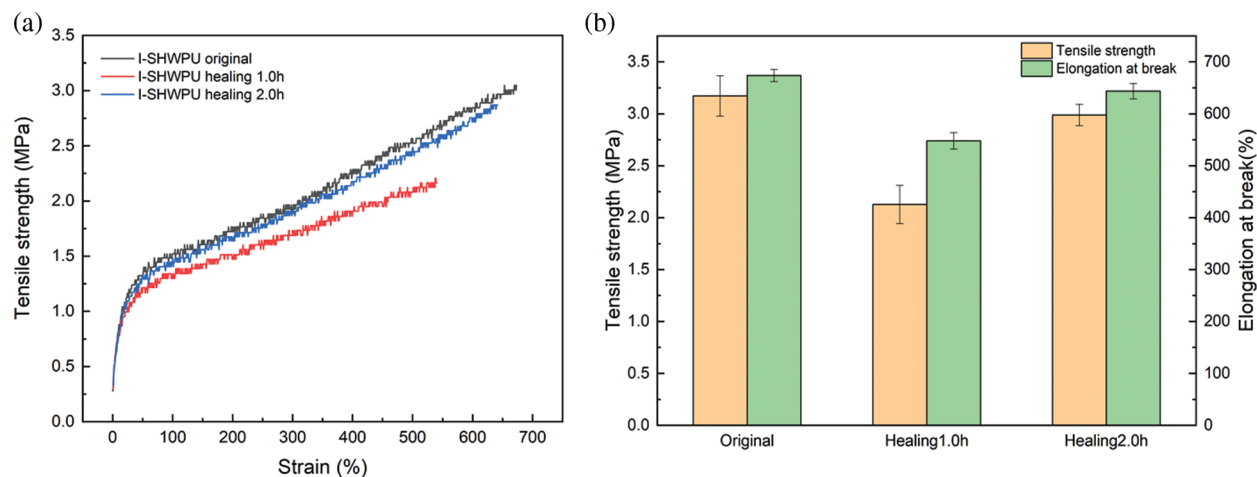 (a)
3.5
3.0
2.5
2.0
1.5
1.0
0.5
0.0
Tensile strength (MPa)
I-SHWPU original
I-SHWPU healing 1.0h
I-SHWPU healing 2.0h
0 100 200 300 400 500 600 700
Strain (%)
(b)
3.5
3.0
2.5
2.0
1.5
1.0
0.5
0.0
Tensile strength (MPa)
Tensile strength
Elongation at break
700
600
500
400
300
200
100
0
Elongation at break(%)
Original Healing1.0h Healing2.0h